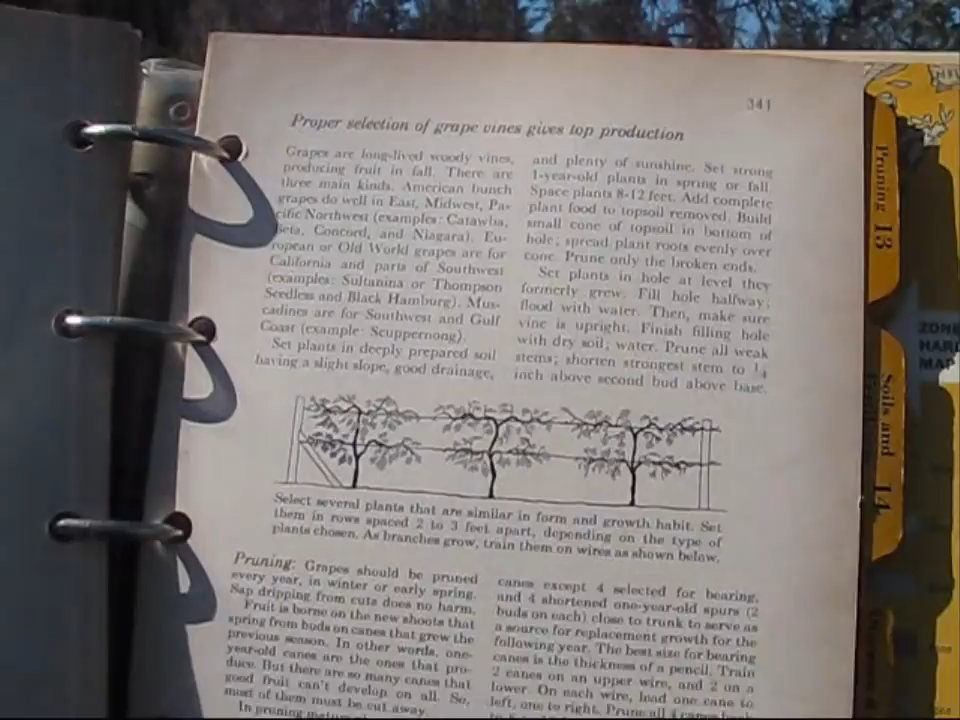 341
Proper selection of grape vines gives top production
Grapes are long-lived woody vines,
producing fruit in fall. There are
three main kinds. American bunch
grapes do well in East, Midwest, Pa-
cific Northwest (examples: Catawba,
Beta, Concord, and Niagara). Eu-
ropean or Old World grapes are for
California and parts of Southwest
(examples: Sultanina or Thompson
Seedless and Black Hamburg). Mus-
cadines are for Southwest and Gulf
Coast (example: Scuppernong).
Set plants in deeply prepared soil
having a slight slope, good drainage,
and plenty of sunshine. Set strong
1-year-old plants in spring or fall.
Space plants 8-12 feet. Add complete
plant food to topsoil removed. Build
small cone of topsoil in bottom of
hole; spread plant roots evenly over
cone. Prune only the broken ends.
Set plants in hole at level they
formerly grew. Fill hole halfway;
flood with water. Then, make sure
vine is upright. Finish filling hole
with dry soil; water. Prune all weak
stems; shorten strongest stem to 1/4
inch above second bud above base.
Select several plants that are similar in form and growth habit. Set
them in rows spaced 2 to 3 feet apart, depending on the type of
plants chosen. As branches grow, train them on wires as shown below.
Pruning: Grapes should be pruned
every year, in winter or early spring.
Sap dripping from cuts does no harm.
Fruit is borne on the new shoots that
spring from buds on canes that grew the
previous season. In other words, one-
year-old canes are the ones that pro-
duce. But there are so many canes that
good fruit can't develop on all. So,
most of them must be cut away.
In pruning
canes except 4 selected for bearing,
and 4 shortened one-year-old spurs (2
buds on each) close to trunk to serve as
a source for replacement growth for the
following year. The best size for bearing
canes is the thickness of a pencil. Train
2 canes on an upper wire, and 2 on a
lower. On each wire, lead one cane to
left, one to right. Prune all 4 canes back
Pruning 13
Soils and
14
ZONE
HARD
MAP